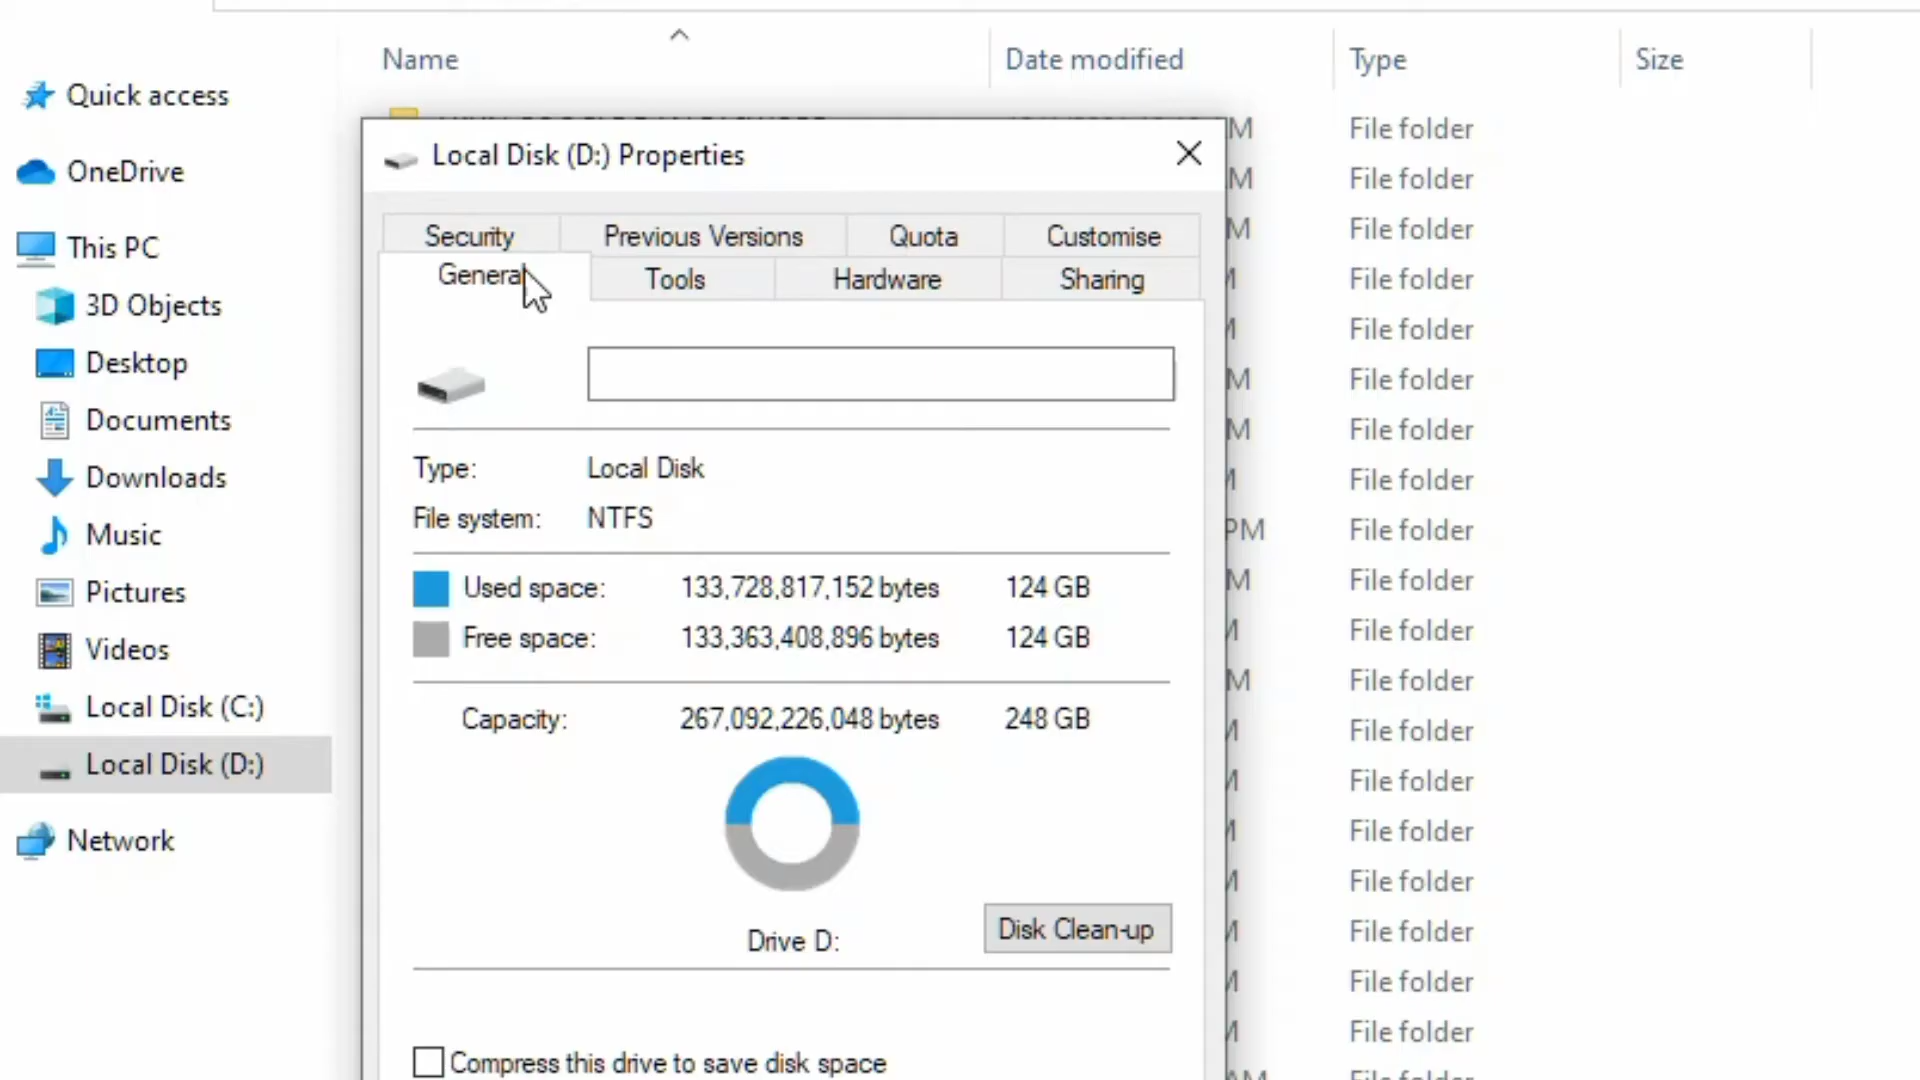 Name Date modified Type Size
Quick access
OneDrive
This PC
3D Objects
Desktop
Documents
Downloads
Music
Pictures
Videos
Local Disk (C:)
Local Disk (D:)
Network
Local Disk (D:) Properties
Security Previous Versions Quota Customise
General Tools Hardware Sharing
Type: Local Disk
File system: NTFS
Used space: 133,728,817,152 bytes 124 GB
Free space: 133,363,408,896 bytes 124 GB
Capacity: 267,092,226,048 bytes 248 GB
Drive D:
Disk Clean-up
Compress this drive to save disk space
M File folder
M File folder
M File folder
File folder
File folder
M File folder
M File folder
File folder
PM File folder
M File folder
File folder
M File folder
File folder
File folder
File folder
File folder
File folder
File folder
File folder
AM File folder